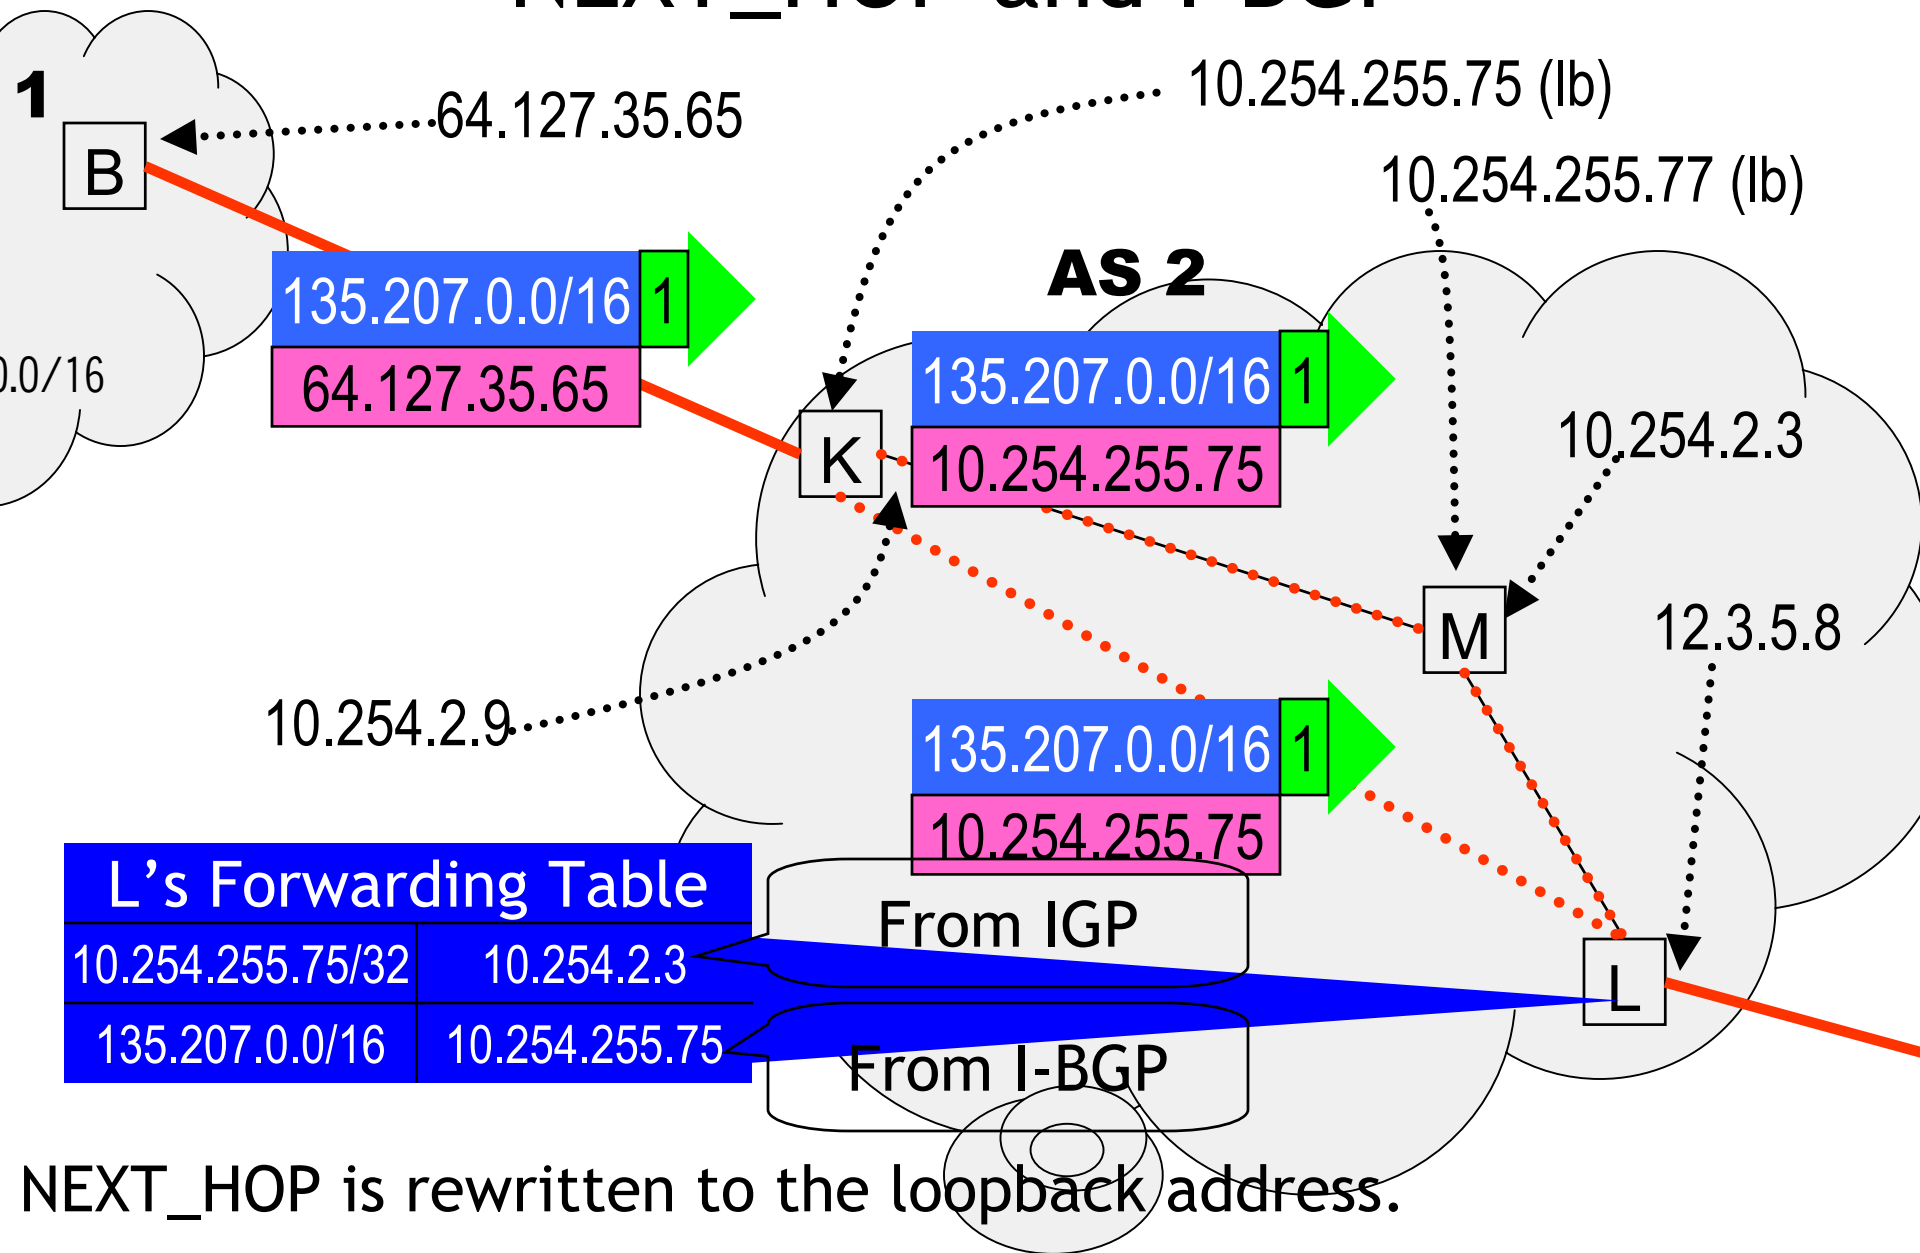 1
B
64.127.35.65
10.254.255.75 (lb)
10.254.255.77 (lb)
AS 2
135.207.0.0/16 1
64.127.35.65
0.0/16
135.207.0.0/16 1
10.254.255.75
K
10.254.2.3
M
12.3.5.8
10.254.2.9
135.207.0.0/16 1
10.254.255.75
L’s Forwarding Table
10.254.255.75/32 10.254.2.3
135.207.0.0/16 10.254.255.75
From IGP
From I-BGP
L
NEXT_HOP is rewritten to the loopback address.